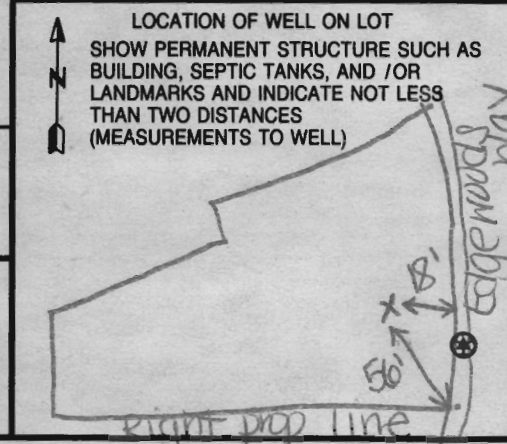 LOCATION OF WELL ON LOT
SHOW PERMANENT STRUCTURE SUCH AS
BUILDING, SEPTIC TANKS, AND /OR
LANDMARKS AND INDICATE NOT LESS
THAN TWO DISTANCES
(MEASUREMENTS TO WELL)
N
Edgewoods
Way
18'
X
56'
Right prop line